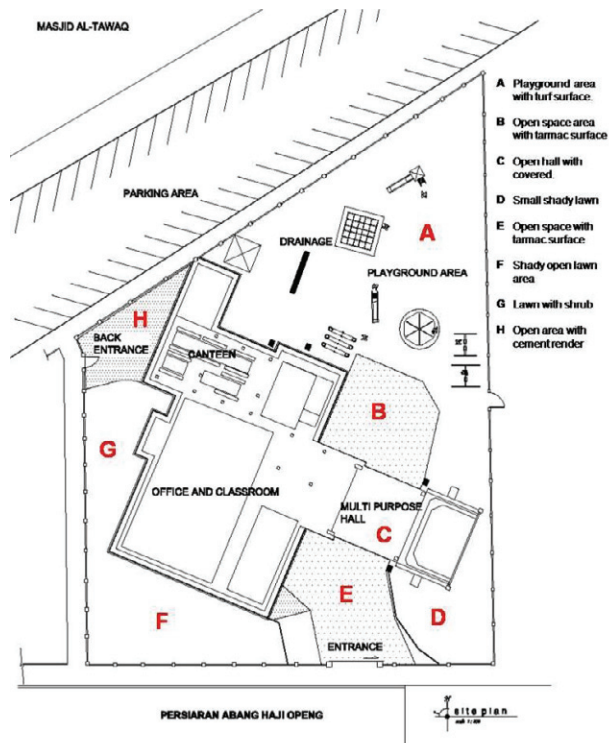 MASJID AL-TAWAQ
PARKING AREA
DRAINAGE
PLAYGROUND AREA
A
H
BACK
ENTRANCE
CANTEEN
B
G
OFFICE AND CLASSROOM
MULTI PURPOSE
HALL
C
E
F
D
ENTRANCE
PERSIARAN ABANG HAJI OPENG
site plan
A Playground area
with turf surface.
B Open space area
with tarmac surface
C Open hall with
covered
D Small shady lawn
E Open space with
tarmac surface
F Shady open lawn
area
G Lawn with shrub
H Open area with
cement render